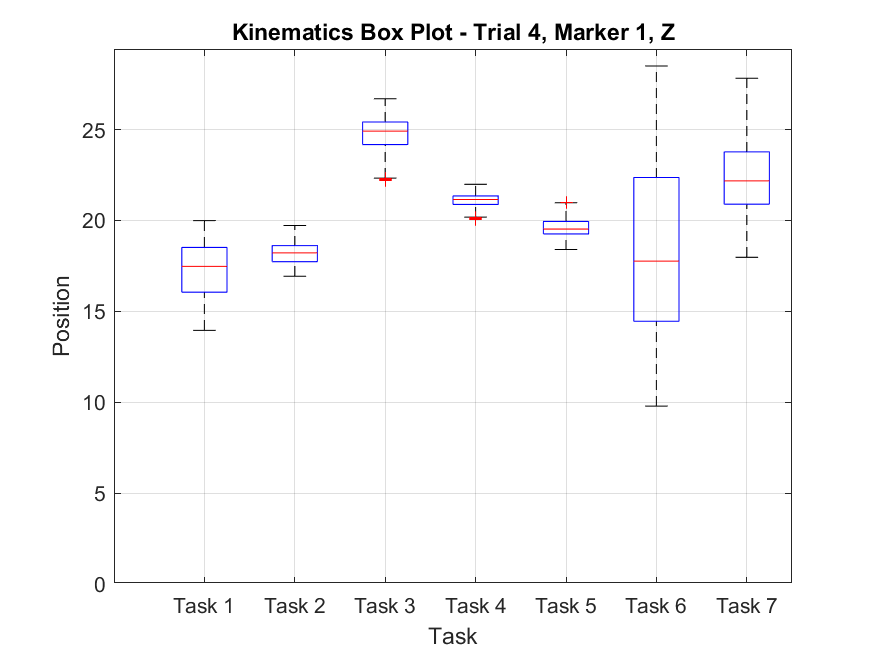 Kinematics Box Plot - Trial 4, Marker 1, Z
Position
25
20
15
10
5
0
Task 1 Task 2 Task 3 Task 4 Task 5 Task 6 Task 7
Task